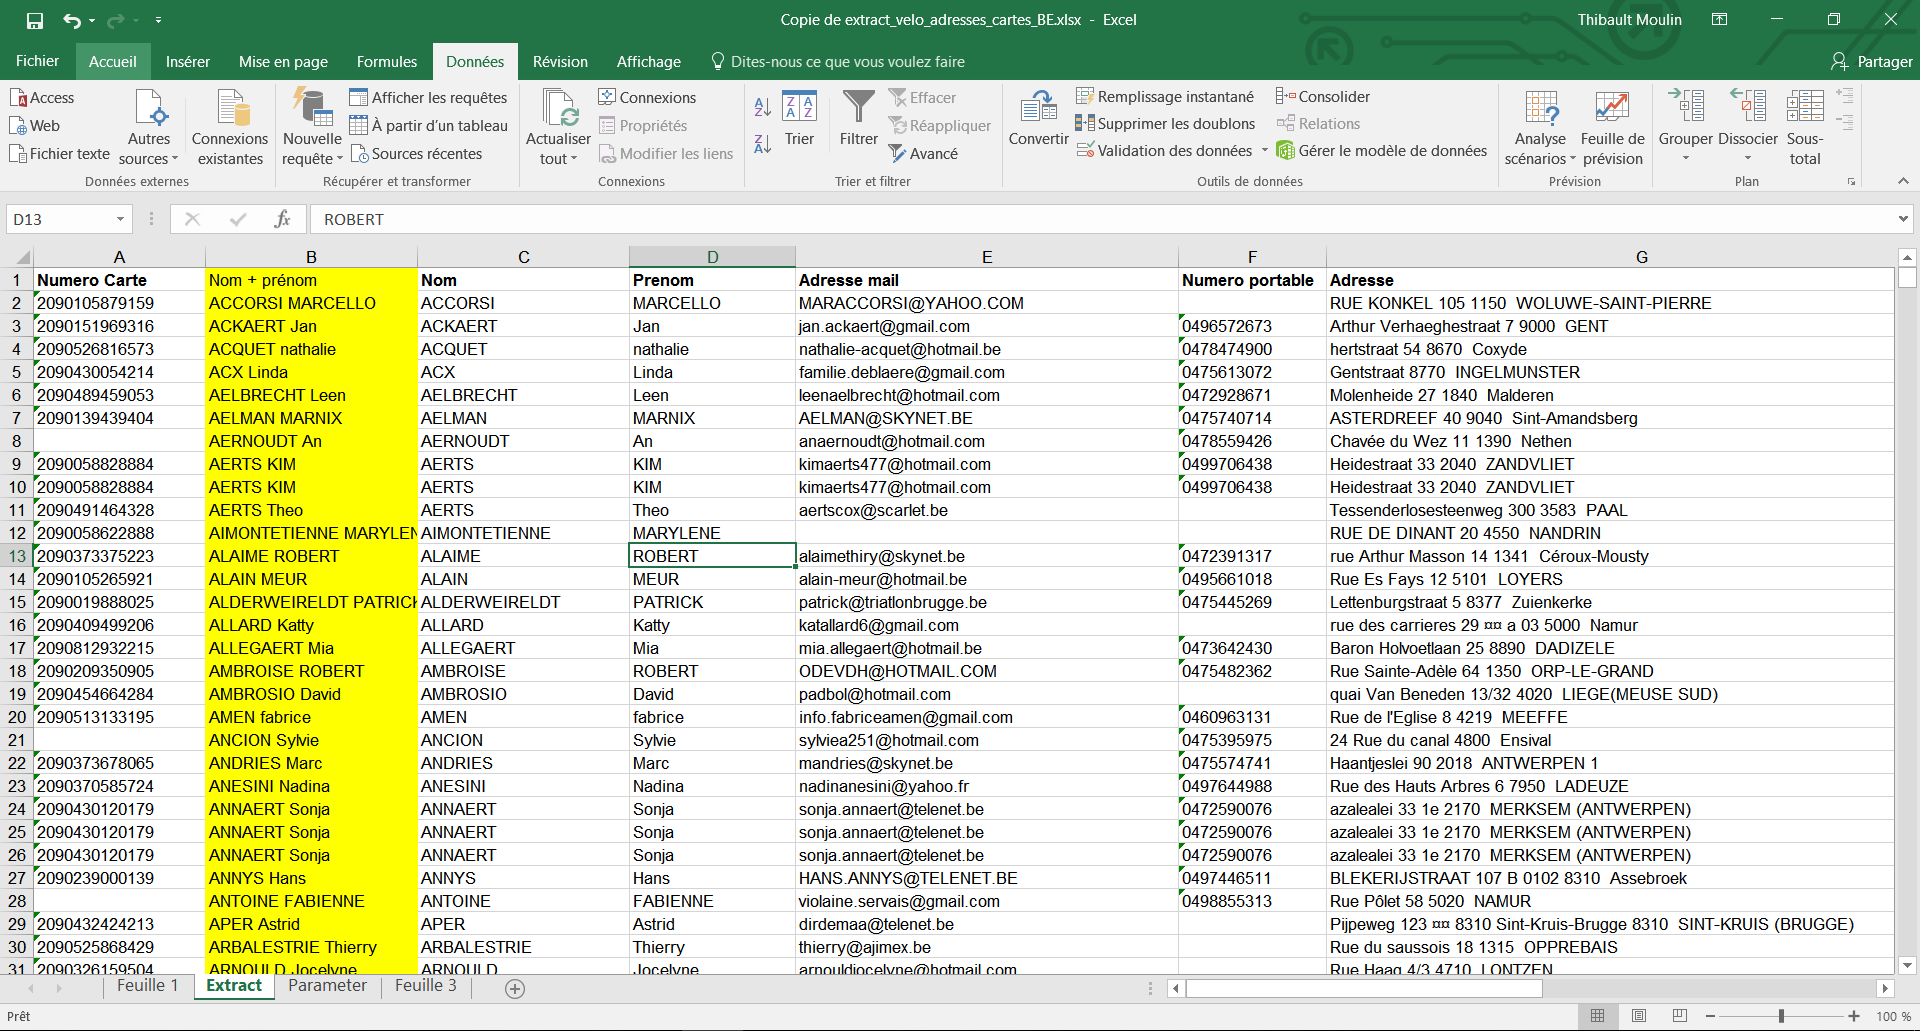 Copie de extract_velo_adresses_cartes_BE.xlsx - Excel
Thibault Moulin
Fichier Accueil Insérer Mise en page Formules Données Révision Affichage Dites-nous ce que vous voulez faire Partager
Access
Web
Fichier texte
Autres sources
Connexions existantes
Données externes
Nouvelle requête
Afficher les requêtes
À partir d'un tableau
Sources récentes
Récupérer et transformer
Actualiser tout
Connexions
Propriétés
Modifier les liens
Connexions
Trier
Filtrer
Effacer
Réappliquer
Avancé
Trier et filtrer
Convertir
Remplissage instantané
Supprimer les doublons
Validation des données
Consolider
Relations
Gérer le modèle de données
Outils de données
Analyse scénarios
Feuille de prévision
Prévision
Grouper
Dissocier
Sous-total
Plan
D13 fx ROBERT
A B C D E F G
1 Numero Carte Nom + prénom Nom Prenom Adresse mail Numero portable Adresse
2 2090105879159 ACCORSI MARCELLO ACCORSI MARCELLO MARACCORSI@YAHOO.COM RUE KONKEL 105 1150 WOLUWE-SAINT-PIERRE
3 2090151969316 ACKAERT Jan ACKAERT Jan jan.ackaert@gmail.com 0496572673 Arthur Verhaeghestraat 7 9000 GENT
4 2090526816573 ACQUET nathalie ACQUET nathalie nathalie-acquet@hotmail.be 0478474900 hertstraat 54 8670 Coxyde
5 2090430054214 ACX Linda ACX Linda familie.deblaere@gmail.com 0475613072 Gentstraat 8770 INGELMUNSTER
6 2090489459053 AELBRECHT Leen AELBRECHT Leen leenaelbrecht@hotmail.com 0472928671 Molenheide 27 1840 Malderen
7 2090139439404 AELMAN MARNIX AELMAN MARNIX AELMAN@SKYNET.BE 0475740714 ASTERDREEF 40 9040 Sint-Amandsberg
8 AERNOUDT An AERNOUDT An anaernoudt@hotmail.com 0478559426 Chavée du Wez 11 1390 Nethen
9 2090058828884 AERTS KIM AERTS KIM kimaerts477@hotmail.com 0499706438 Heidestraat 33 2040 ZANDVLIET
10 2090058828884 AERTS KIM AERTS KIM kimaerts477@hotmail.com 0499706438 Heidestraat 33 2040 ZANDVLIET
11 2090491464328 AERTS Theo AERTS Theo aertscox@scarlet.be Tessenderlosesteenweg 300 3583 PAAL
12 2090058622888 AIMONTETIENNE MARYLEN AIMONTETIENNE MARYLENE RUE DE DINANT 20 4550 NANDRIN
13 2090373375223 ALAIME ROBERT ALAIME ROBERT alaimethiry@skynet.be 0472391317 rue Arthur Masson 14 1341 Céroux-Mousty
14 2090105265921 ALAIN MEUR ALAIN MEUR alain-meur@hotmail.be 0495661018 Rue Es Fays 12 5101 LOYERS
15 2090019888025 ALDERWEIRELDT PATRICK ALDERWEIRELDT PATRICK patrick@triatlonbrugge.be 0475445269 Lettenburgstraat 5 8377 Zuienkerke
16 2090409499206 ALLARD Katty ALLARD Katty katallard6@gmail.com rue des carrieres 29 ¤¤ a 03 5000 Namur
17 2090812932215 ALLEGAERT Mia ALLEGAERT Mia mia.allegaert@hotmail.be 0473642430 Baron Holvoetlaan 25 8890 DADIZELE
18 2090209350905 AMBROISE ROBERT AMBROISE ROBERT ODEVDH@HOTMAIL.COM 0475482362 Rue Sainte-Adèle 64 1350 ORP-LE-GRAND
19 2090454664284 AMBROSIO David AMBROSIO David padbol@hotmail.com quai Van Beneden 13/32 4020 LIEGE(MEUSE SUD)
20 2090513133195 AMEN fabrice AMEN fabrice info.fabriceamen@gmail.com 0460963131 Rue de l'Eglise 8 4219 MEEFFE
21 ANCION Sylvie ANCION Sylvie sylviea251@hotmail.com 0475395975 24 Rue du canal 4800 Ensival
22 2090373678065 ANDRIES Marc ANDRIES Marc mandries@skynet.be 0475574741 Haantjeslei 90 2018 ANTWERPEN 1
23 2090370585724 ANESINI Nadina ANESINI Nadina nadinanesini@yahoo.fr 0497644988 Rue des Hauts Arbres 6 7950 LADEUZE
24 2090430120179 ANNAERT Sonja ANNAERT Sonja sonja.annaert@telenet.be 0472590076 azalealei 33 1e 2170 MERKSEM (ANTWERPEN)
25 2090430120179 ANNAERT Sonja ANNAERT Sonja sonja.annaert@telenet.be 0472590076 azalealei 33 1e 2170 MERKSEM (ANTWERPEN)
26 2090430120179 ANNAERT Sonja ANNAERT Sonja sonja.annaert@telenet.be 0472590076 azalealei 33 1e 2170 MERKSEM (ANTWERPEN)
27 2090239000139 ANNYS Hans ANNYS Hans HANS.ANNYS@TELENET.BE 0497446511 BLEKERIJSTRAAT 107 B 0102 8310 Assebroek
28 ANTOINE FABIENNE ANTOINE FABIENNE violaine.servais@gmail.com 0498855313 Rue Pôlet 58 5020 NAMUR
29 2090432424213 APER Astrid APER Astrid dirdemaa@telenet.be Pijpeweg 123 ¤¤ 8310 Sint-Kruis-Brugge 8310 SINT-KRUIS (BRUGGE)
30 2090525868429 ARBALESTRIE Thierry ARBALESTRIE Thierry thierry@ajimex.be Rue du saussois 18 1315 OPPREBAIS
31 2090326159504 ARNOULD Jocelyne ARNOULD Jocelyne arnouldjocelyne@hotmail.com Rue Haag 4/3 4710 LONTZEN
Feuille 1 Extract Parameter Feuille 3
Prêt 100 %